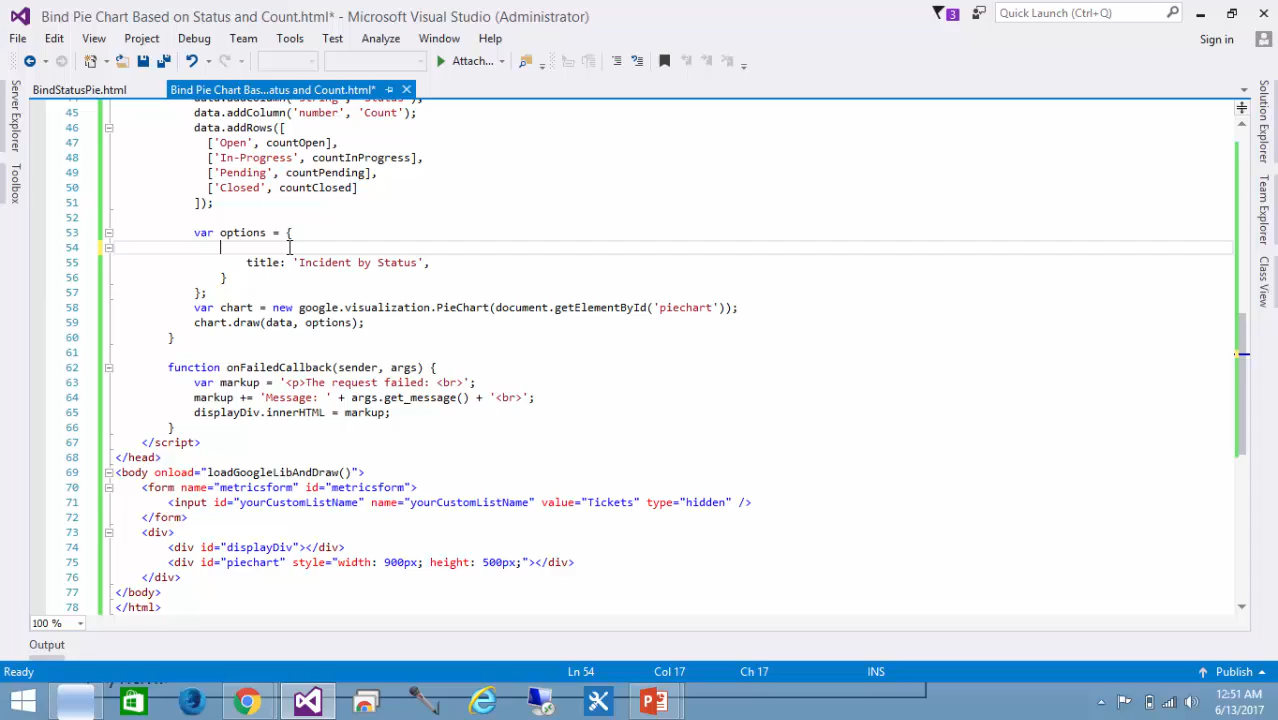 Bind Pie Chart Based on Status and Count.html* - Microsoft Visual Studio (Administrator)
3
Quick Launch (Ctrl+Q)
File Edit View Project Debug Team Tools Test Analyze Window Help
Sign in
Attach...
BindStatusPie.html
Bind Pie Chart Bas...atus and Count.html*
Server Explorer
Toolbox
Solution Explorer
Team Explorer
Class View
44 data.addColumn('string', 'Status');
45 data.addColumn('number', 'Count');
46 data.addRows([
47 ['Open', countOpen],
48 ['In-Progress', countInProgress],
49 ['Pending', countPending],
50 ['Closed', countClosed]
51 ]);
52
53 var options = {
54
55 title: 'Incident by Status',
56 }
57 };
58 var chart = new google.visualization.PieChart(document.getElementById('piechart'));
59 chart.draw(data, options);
60 }
61
62 function onFailedCallback(sender, args) {
63 var markup = '<p>The request failed: <br>';
64 markup += 'Message: ' + args.get_message() + '<br>';
65 displayDiv.innerHTML = markup;
66 }
67 </script>
68 </head>
69 <body onload="loadGoogleLibAndDraw()">
70 <form name="metricsform" id="metricsform">
71 <input id="yourCustomListName" name="yourCustomListName" value="Tickets" type="hidden" />
72 </form>
73 <div>
74 <div id="displayDiv"></div>
75 <div id="piechart" style="width: 900px; height: 500px;"></div>
76 </div>
77 </body>
78 </html>
100 %
Output
Ready
Ln 54
Col 17
Ch 17
INS
Publish
12:51 AM
6/13/2017